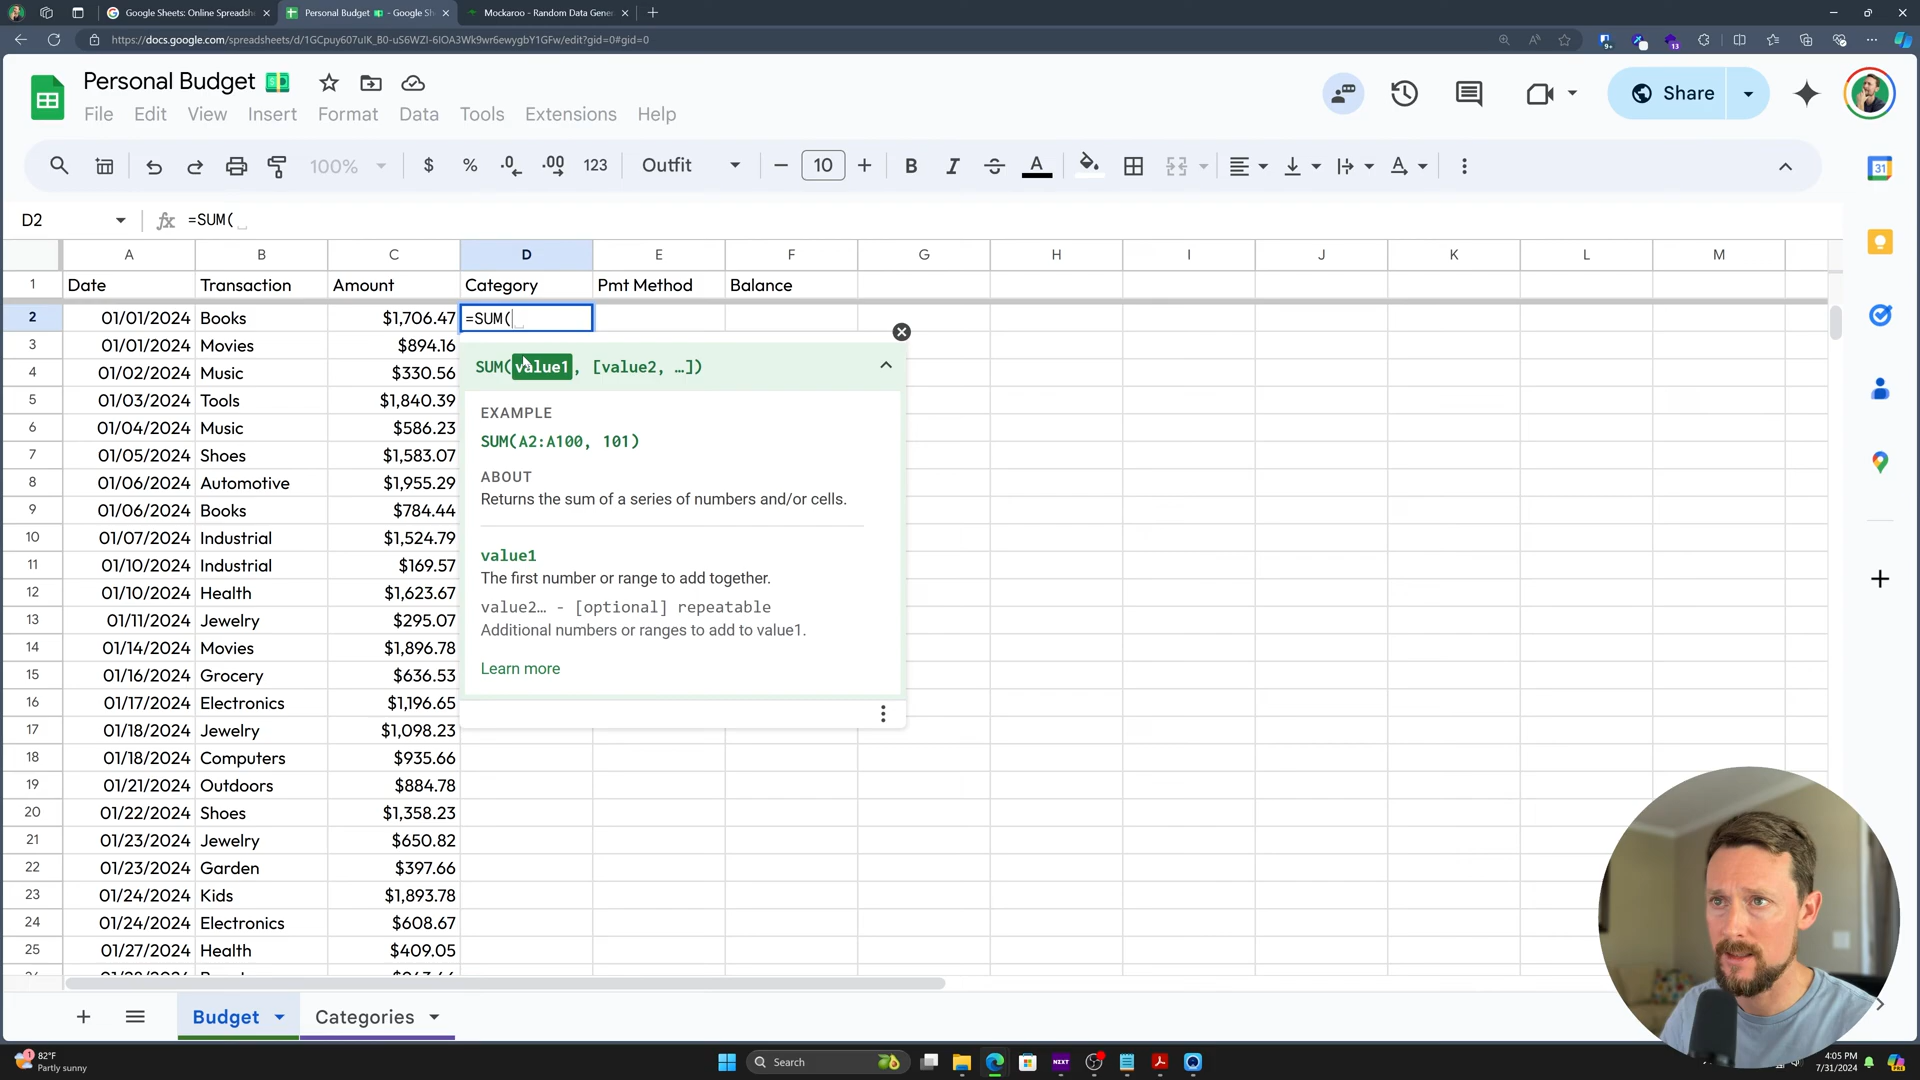 Google Sheets: Online Spreadsh
Personal Budget - Google Sh
Mockaroo - Random Data Gener
https://docs.google.com/spreadsheets/d/1GCpuy607uIK_B0-uS6WZI-6IOA3Wk9wr6ewygbY1GFw/edit?gid=0#gid=0
9+
13
Personal Budget
File Edit View Insert Format Data Tools Extensions Help
Share
100% $ % .0 .00 123 Outfit 10 B I S A A
31
D2 fx =SUM(
A B C D E F G H I J K L M
1 Date Transaction Amount Category Pmt Method Balance
2 01/01/2024 Books $1,706.47 =SUM(
3 01/01/2024 Movies $894.16
4 01/02/2024 Music $330.56
5 01/03/2024 Tools $1,840.39
6 01/04/2024 Music $586.23
7 01/05/2024 Shoes $1,583.07
8 01/06/2024 Automotive $1,955.29
9 01/06/2024 Books $784.44
10 01/07/2024 Industrial $1,524.79
11 01/10/2024 Industrial $169.57
12 01/10/2024 Health $1,623.67
13 01/11/2024 Jewelry $295.07
14 01/14/2024 Movies $1,896.78
15 01/16/2024 Grocery $636.53
16 01/17/2024 Electronics $1,196.65
17 01/18/2024 Jewelry $1,098.23
18 01/18/2024 Computers $935.66
19 01/21/2024 Outdoors $884.78
20 01/22/2024 Shoes $1,358.23
21 01/23/2024 Jewelry $650.82
22 01/23/2024 Garden $397.66
23 01/24/2024 Kids $1,893.78
24 01/24/2024 Electronics $608.67
25 01/27/2024 Health $409.05
SUM(value1, [value2, …])
EXAMPLE
SUM(A2:A100, 101)
ABOUT
Returns the sum of a series of numbers and/or cells.
value1
The first number or range to add together.
value2… - [optional] repeatable
Additional numbers or ranges to add to value1.
Learn more
Budget Categories
82°F
Partly sunny
Search
NZXT
4:05 PM
7/31/2024